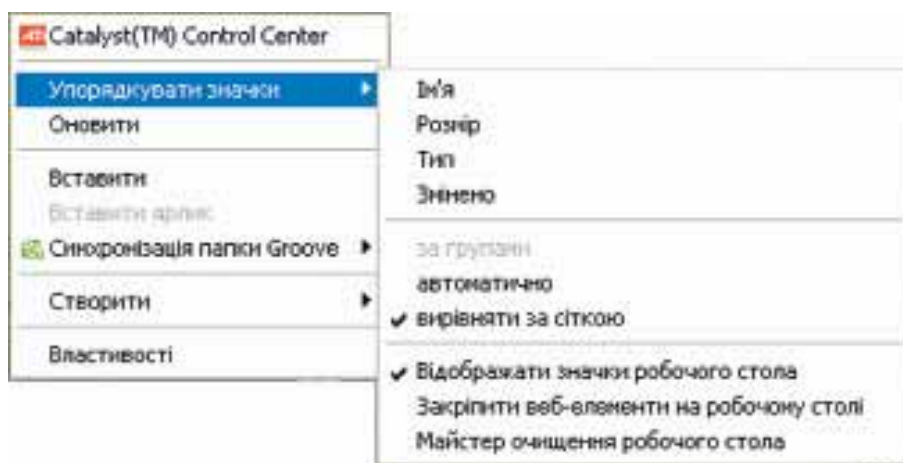 ATI Catalyst(TM) Control Center
Упорядкувати значки
Оновити
Вставити
Вставити ярлик
Синхронізація папки Groove
Створити
Властивості
Ім'я
Розмір
Тип
Змінено
за групами
автоматично
вирівняти за сіткою
Відображати значки робочого стола
Закріпити веб-елементи на робочому столі
Майстер очищення робочого стола